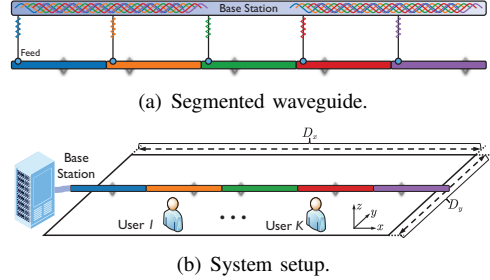 Base Station
Feed
(a) Segmented waveguide.
D_x
Base
Station
D_y
User 1
User K
z
y
x
(b) System setup.